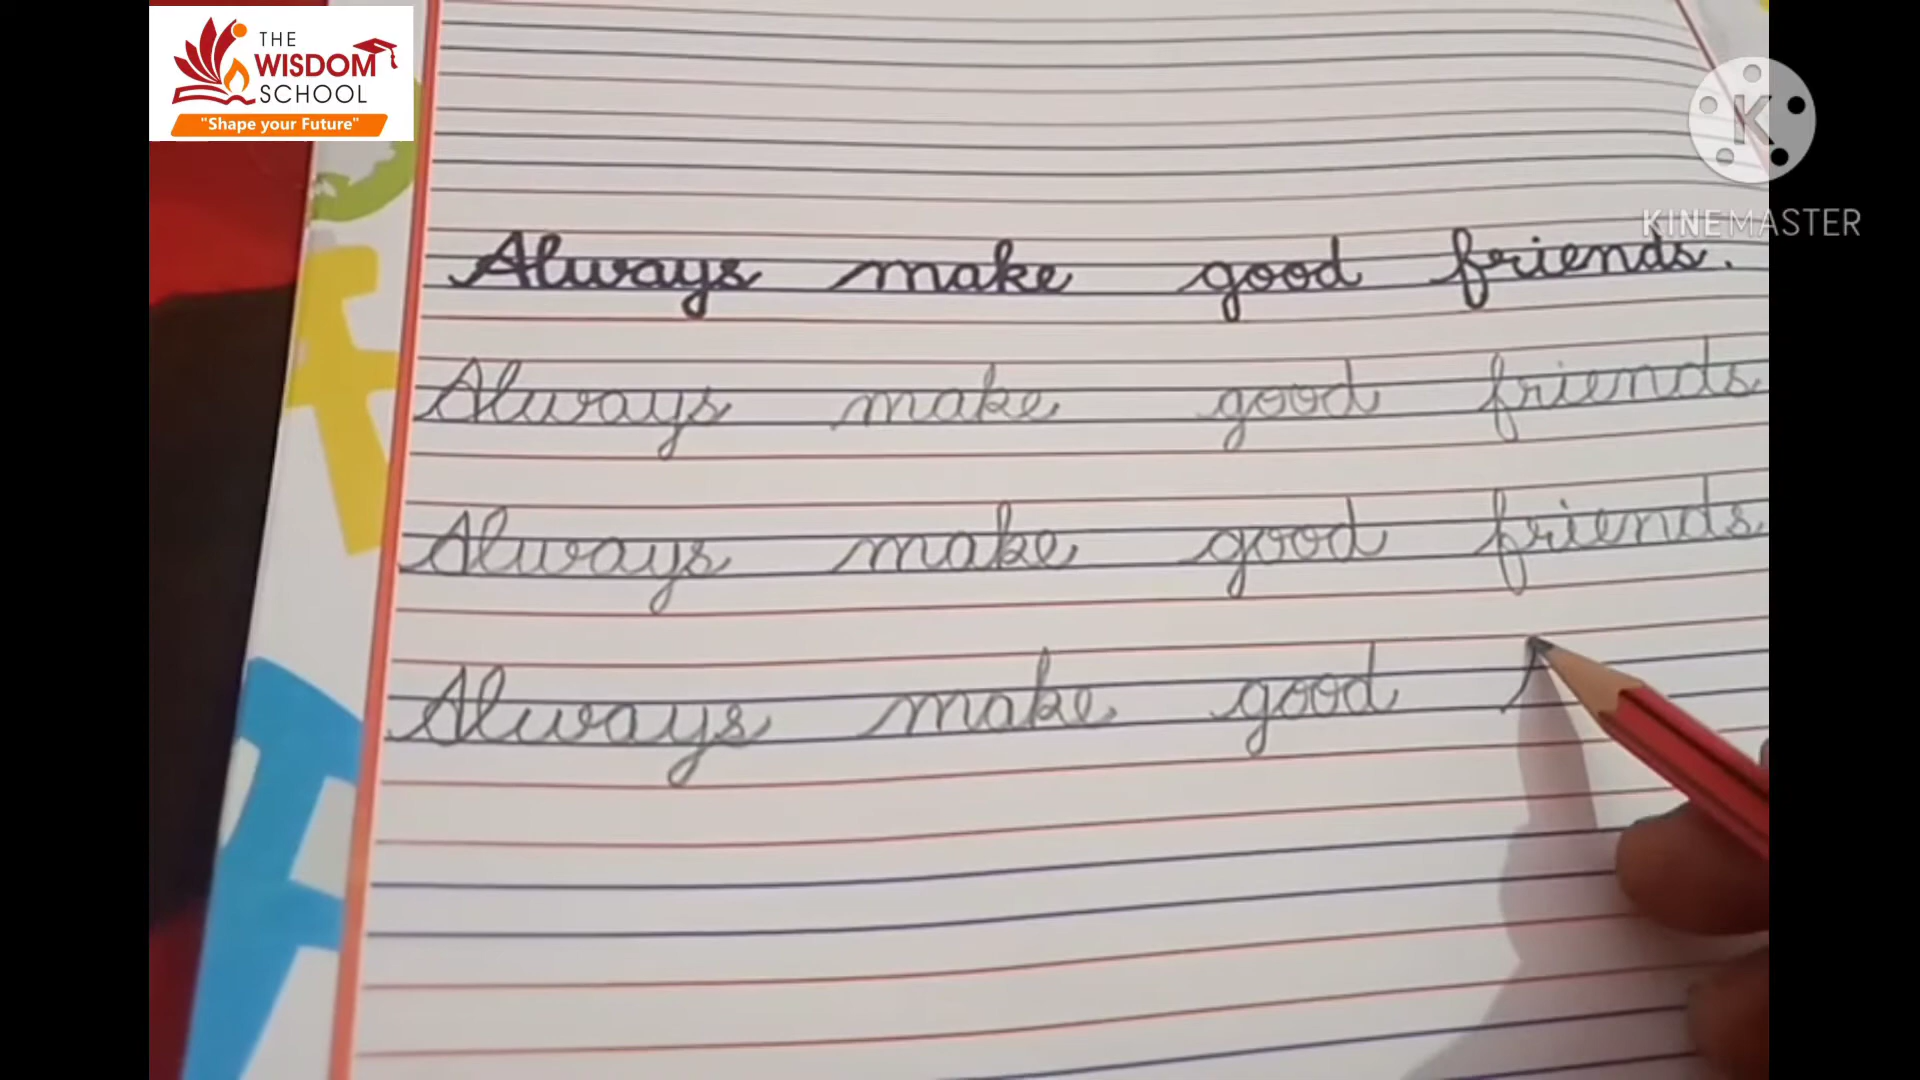 THE
WISDOM
SCHOOL
"Shape your Future"
K
KINEMASTER
Always make good friends.
Always make good friends
Always make good friends
Always make good